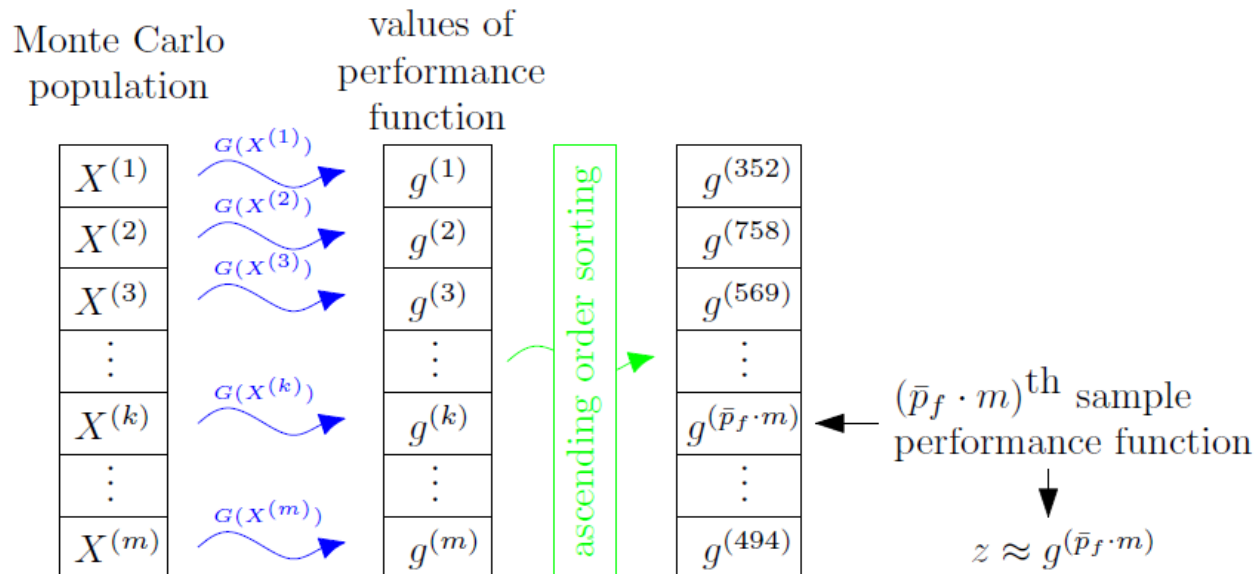 Monte Carlo
population
values of
performance
function
X^(1)
X^(2)
X^(3)
⋮
X^(k)
⋮
X^(m)
G(X^(1))
G(X^(2))
G(X^(3))
G(X^(k))
G(X^(m))
g^(1)
g^(2)
g^(3)
⋮
g^(k)
⋮
g^(m)
ascending order sorting
g^(352)
g^(758)
g^(569)
⋮
g^(p̄_f · m)
⋮
g^(494)
(p̄_f · m)^th sample
performance function
z ≈ g^(p̄_f · m)